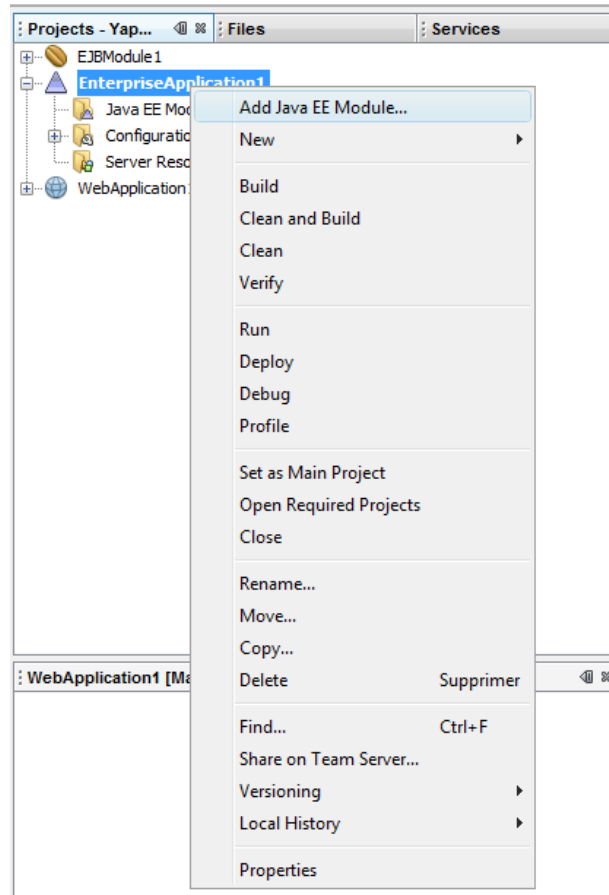 Projects - Yap... Files Services
EJBModule1
EnterpriseApplication1
Java EE Mo
Add Java EE Module...
Configuratio
New
Server Reso
WebApplication
Build
Clean and Build
Clean
Verify
Run
Deploy
Debug
Profile
Set as Main Project
Open Required Projects
Close
Rename...
Move...
Copy...
WebApplication1 [Ma
Delete Supprimer
Find... Ctrl+F
Share on Team Server...
Versioning
Local History
Properties